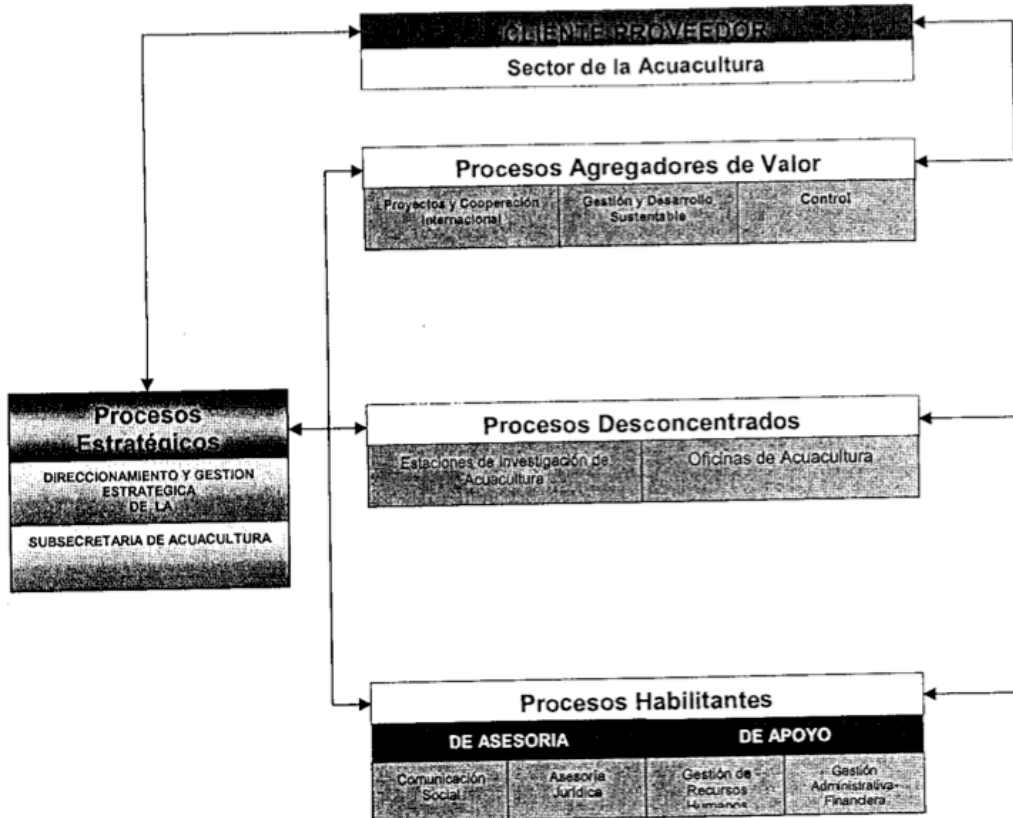 CLIENTE PROVEEDOR
Sector de la Acuacultura
Procesos Agregadores de Valor
Proyectos y Cooperación
Internacional
Gestión y Desarrollo
Sustentable
Control
Procesos
Estratégicos
DIRECCIONAMIENTO Y GESTION
ESTRATEGICA
DE LA
SUBSECRETARIA DE ACUACULTURA
Procesos Desconcentrados
Estaciones de Investigación de
Acuacultura
Oficinas de Acuacultura
Procesos Habilitantes
DE ASESORIA
DE APOYO
Comunicación
Social
Asesoría
Jurídica
Gestión de
Recursos
Humanos
Gestión
Administrativa-
Financiera